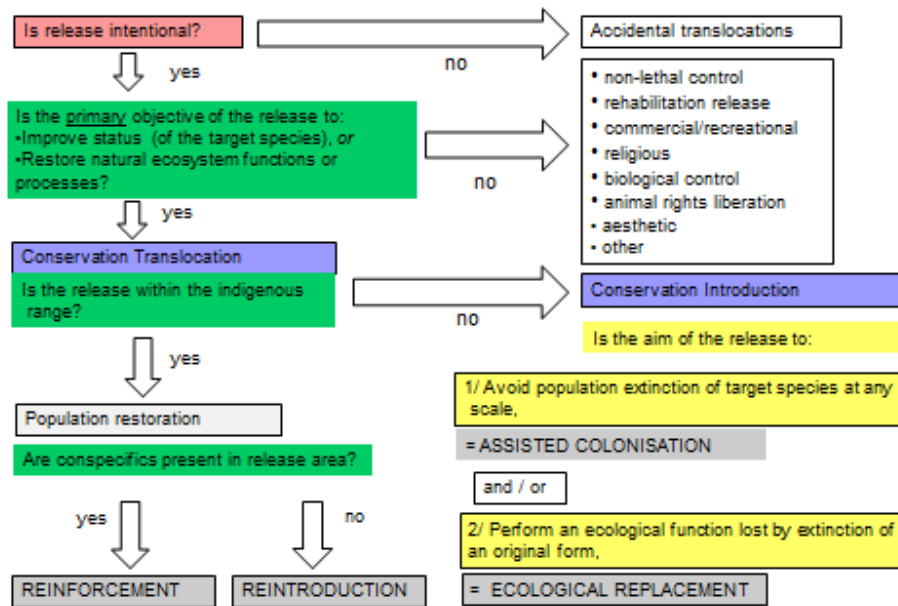 Is release intentional?
no
Accidental translocations
yes
Is the primary objective of the release to:
•Improve status (of the target species), or
•Restore natural ecosystem functions or
processes?
no
• non-lethal control
• rehabilitation release
• commercial/recreational
• religious
• biological control
• animal rights liberation
• aesthetic
• other
yes
Conservation Translocation
Is the release within the indigenous
range?
no
Conservation Introduction
Is the aim of the release to:
yes
Population restoration
Are conspecifics present in release area?
yes
no
REINFORCEMENT
REINTRODUCTION
1/ Avoid population extinction of target species at any
scale,
= ASSISTED COLONISATION
and / or
2/ Perform an ecological function lost by extinction of
an original form,
= ECOLOGICAL REPLACEMENT